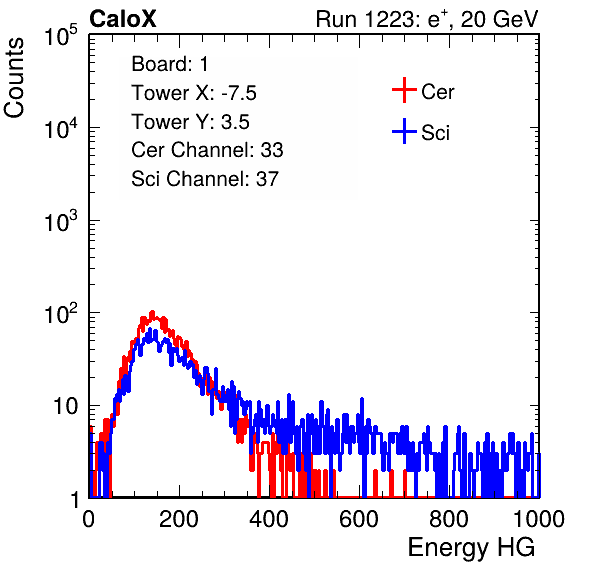 CaloX Run 1223: e⁺, 20 GeV
Counts
10⁵
10⁴
10³
10²
10
1
Board: 1
Tower X: -7.5
Tower Y: 3.5
Cer Channel: 33
Sci Channel: 37
Cer
Sci
0 200 400 600 800 1000
Energy HG